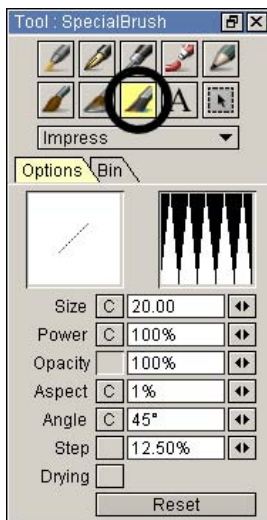 Tool : SpecialBrush
A
Impress
Options Bin
Size C 20.00
Power C 100%
Opacity 100%
Aspect C 1%
Angle C 45°
Step 12.50%
Drying
Reset